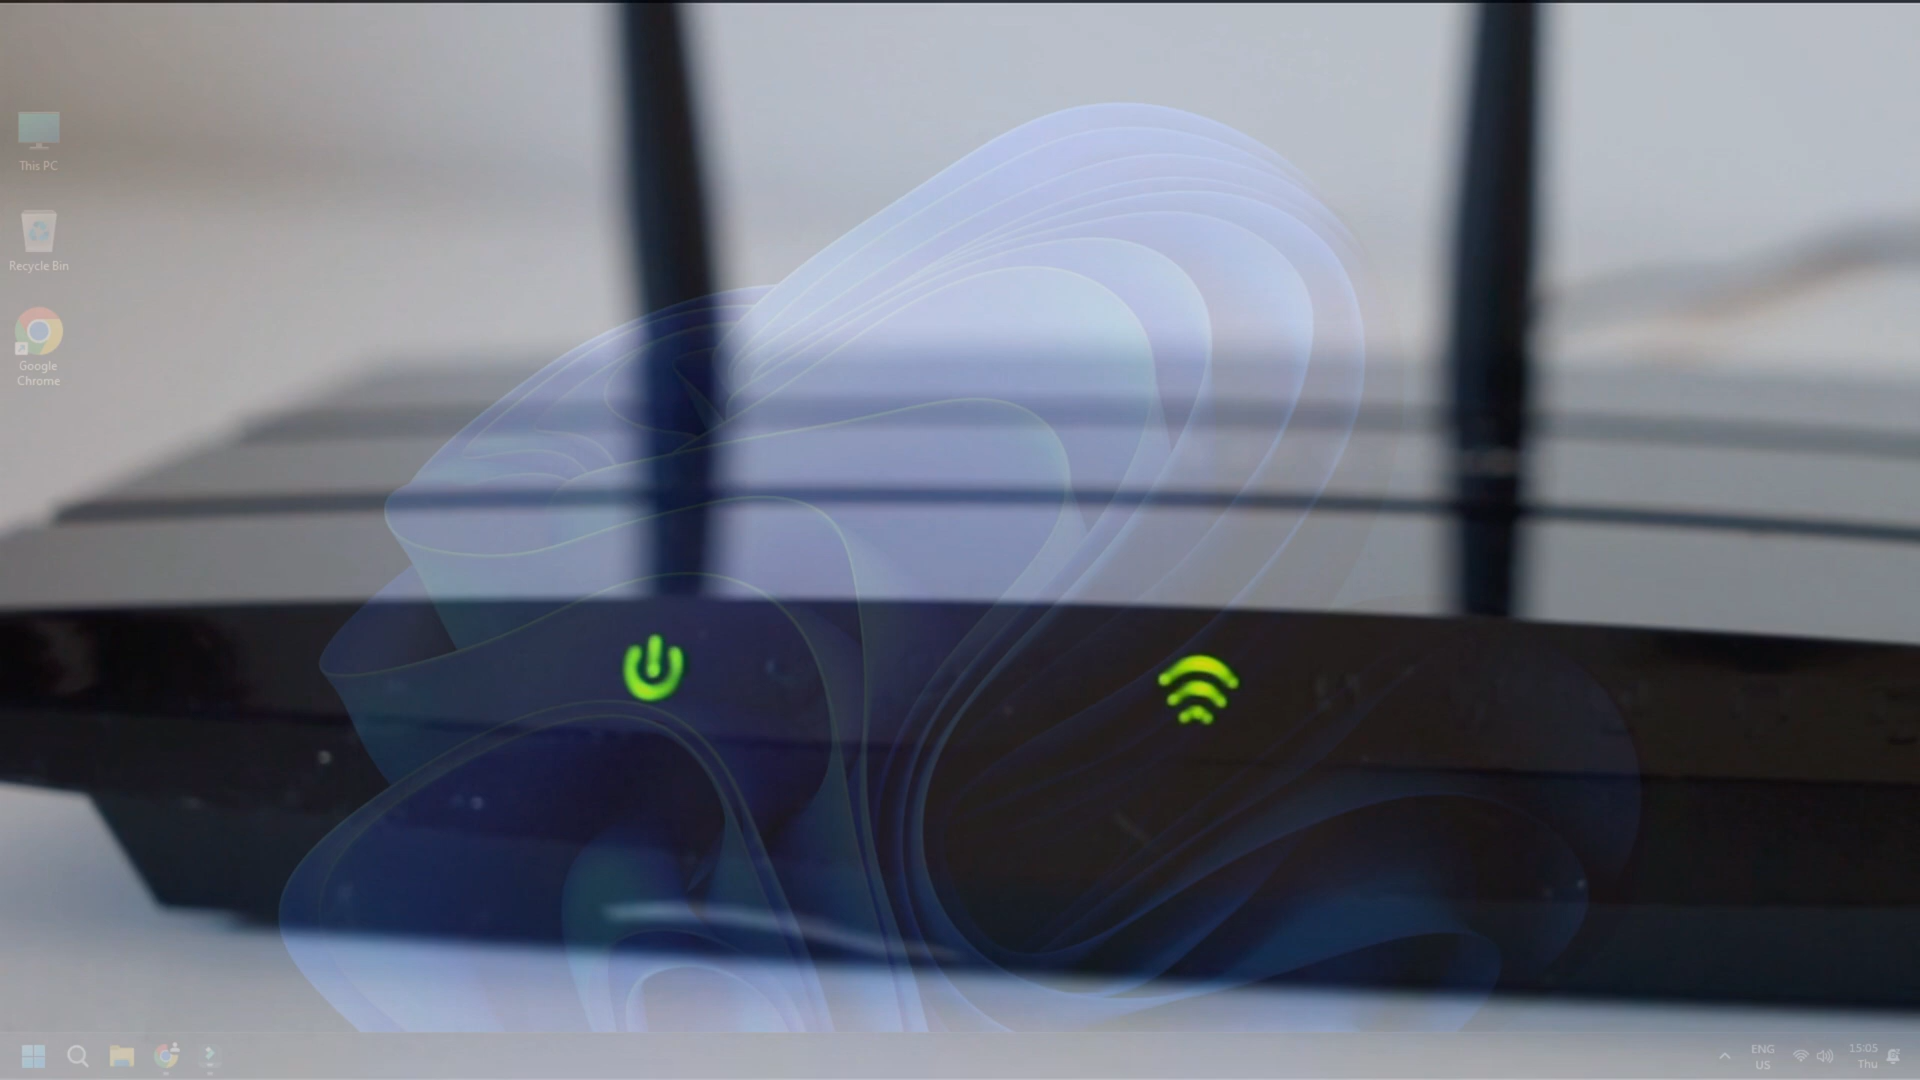 This PC
Recycle Bin
Google
Chrome
ENG
US
15:05
Thu